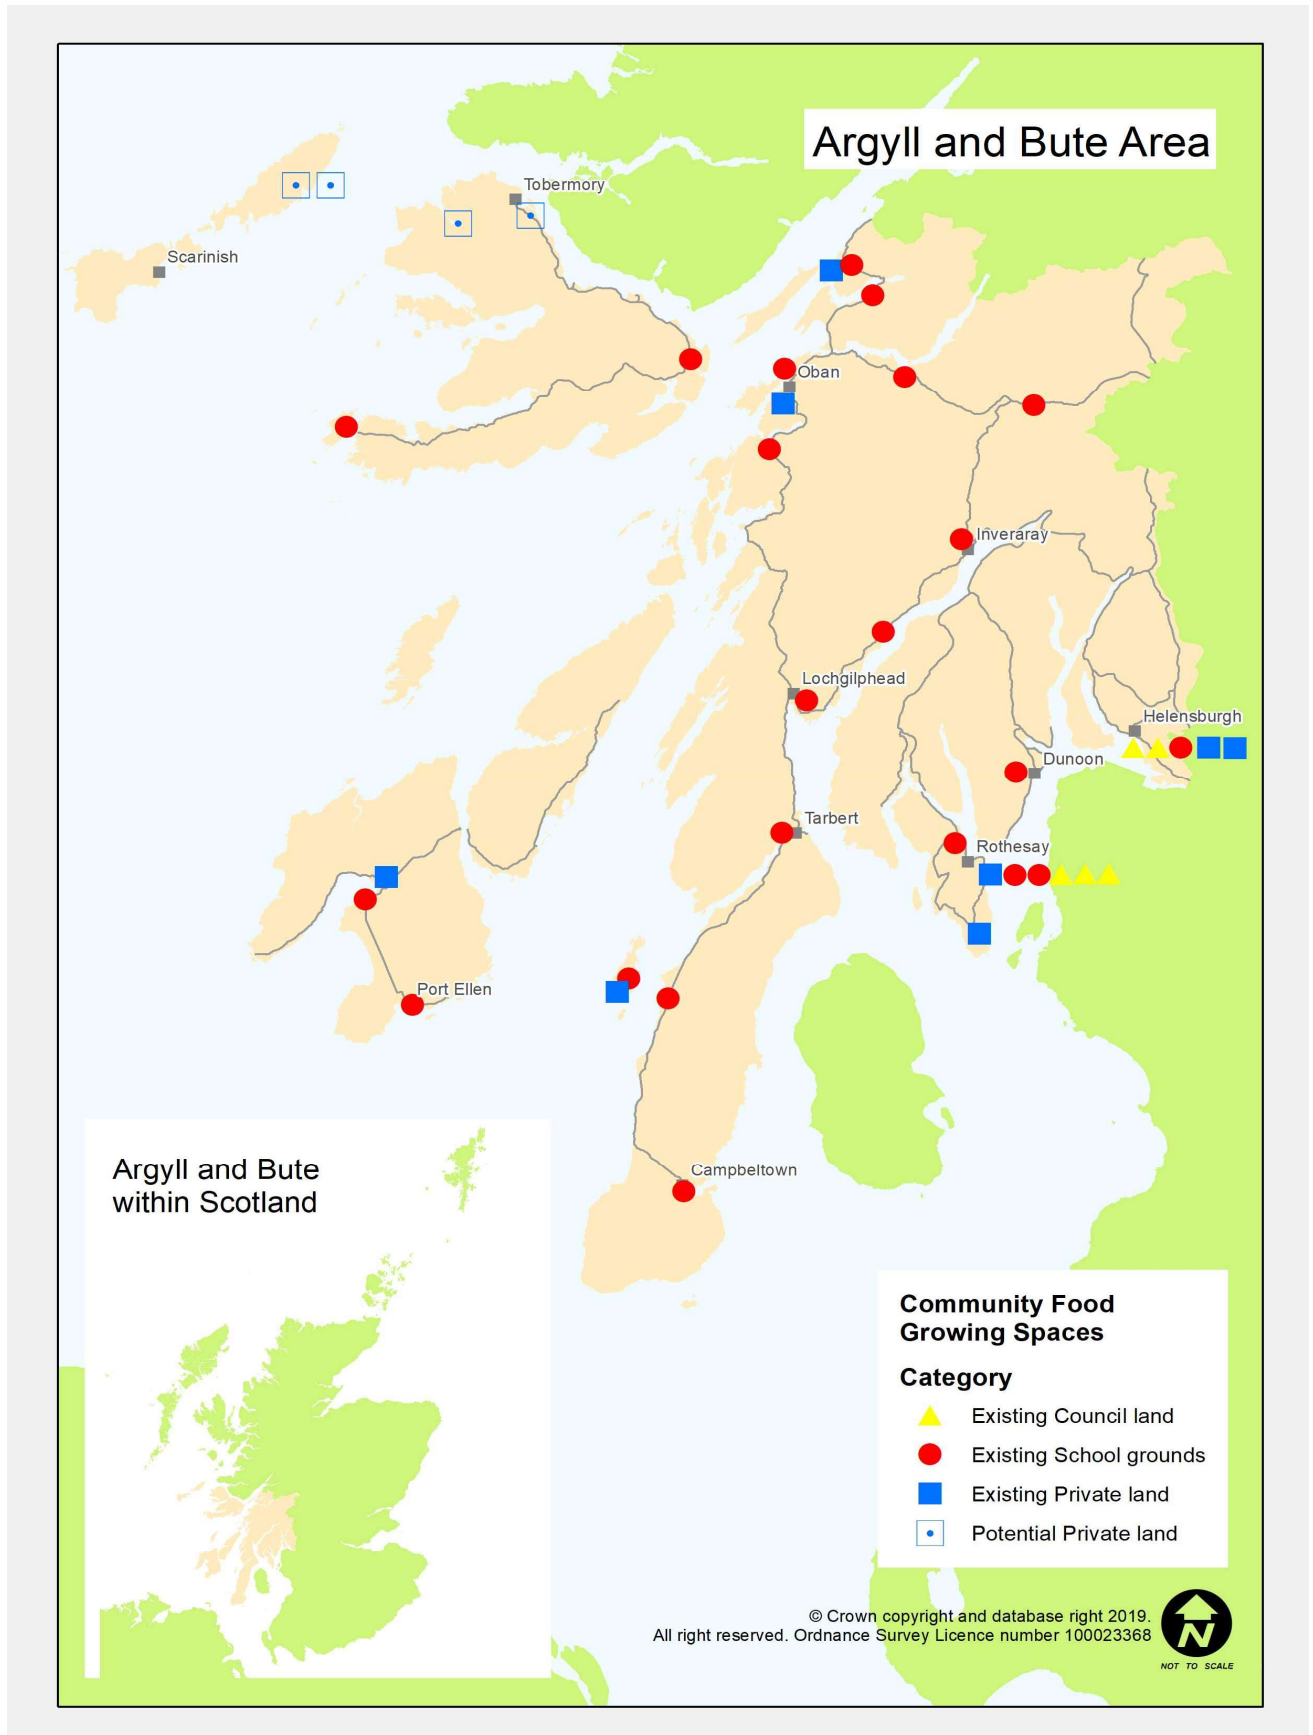 Argyll and Bute Area
Tobermory
Scarinish
Oban
Inveraray
Lochgilphead
Helensburgh
Dunoon
Tarbert
Rothesay
Port Ellen
Campbeltown
Argyll and Bute
within Scotland
Community Food
Growing Spaces
Category
Existing Council land
Existing School grounds
Existing Private land
Potential Private land
© Crown copyright and database right 2019.
All right reserved. Ordnance Survey Licence number 100023368
N
NOT TO SCALE